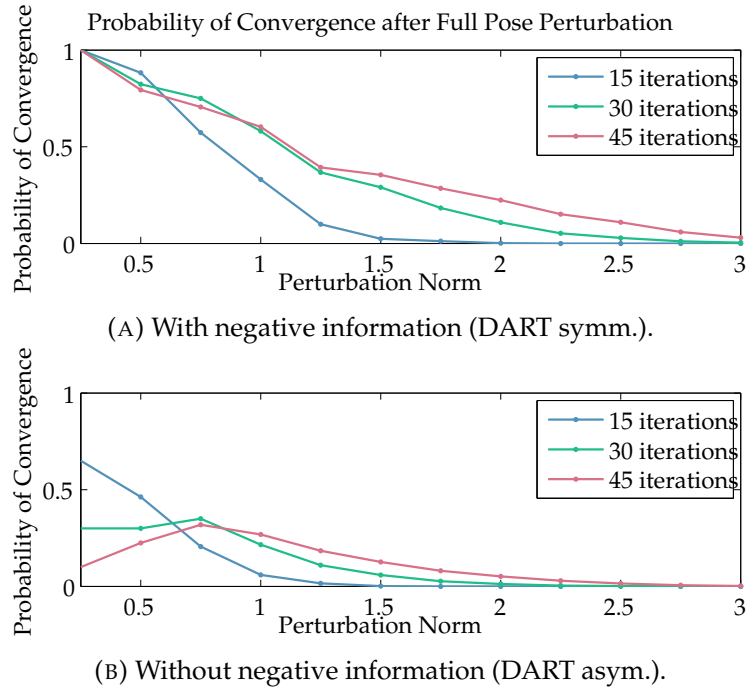 Probability of Convergence after Full Pose Perturbation
Probability of Convergence
1
0.5
0
15 iterations
30 iterations
45 iterations
0.5 1 1.5 2 2.5 3
Perturbation Norm
(A) With negative information (DART symm.).
Probability of Convergence
1
0.5
0
15 iterations
30 iterations
45 iterations
0.5 1 1.5 2 2.5 3
Perturbation Norm
(B) Without negative information (DART asym.).